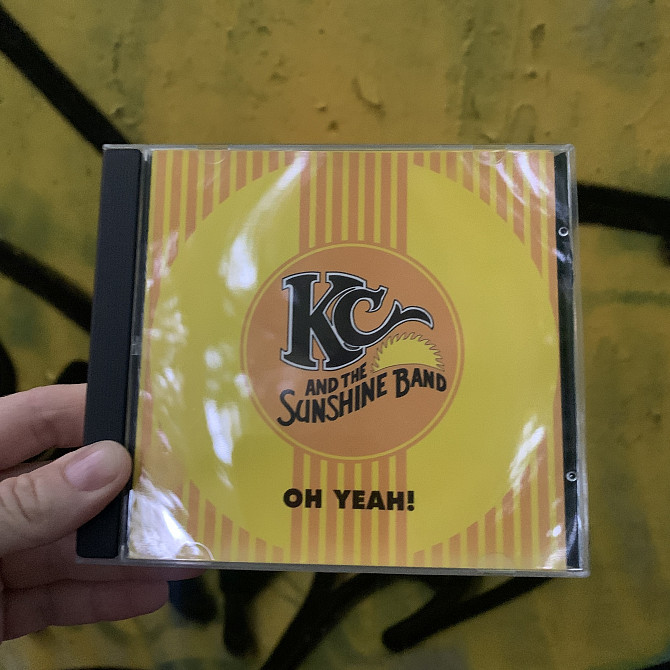 KC
AND THE
SUNSHINE BAND
OH YEAH!